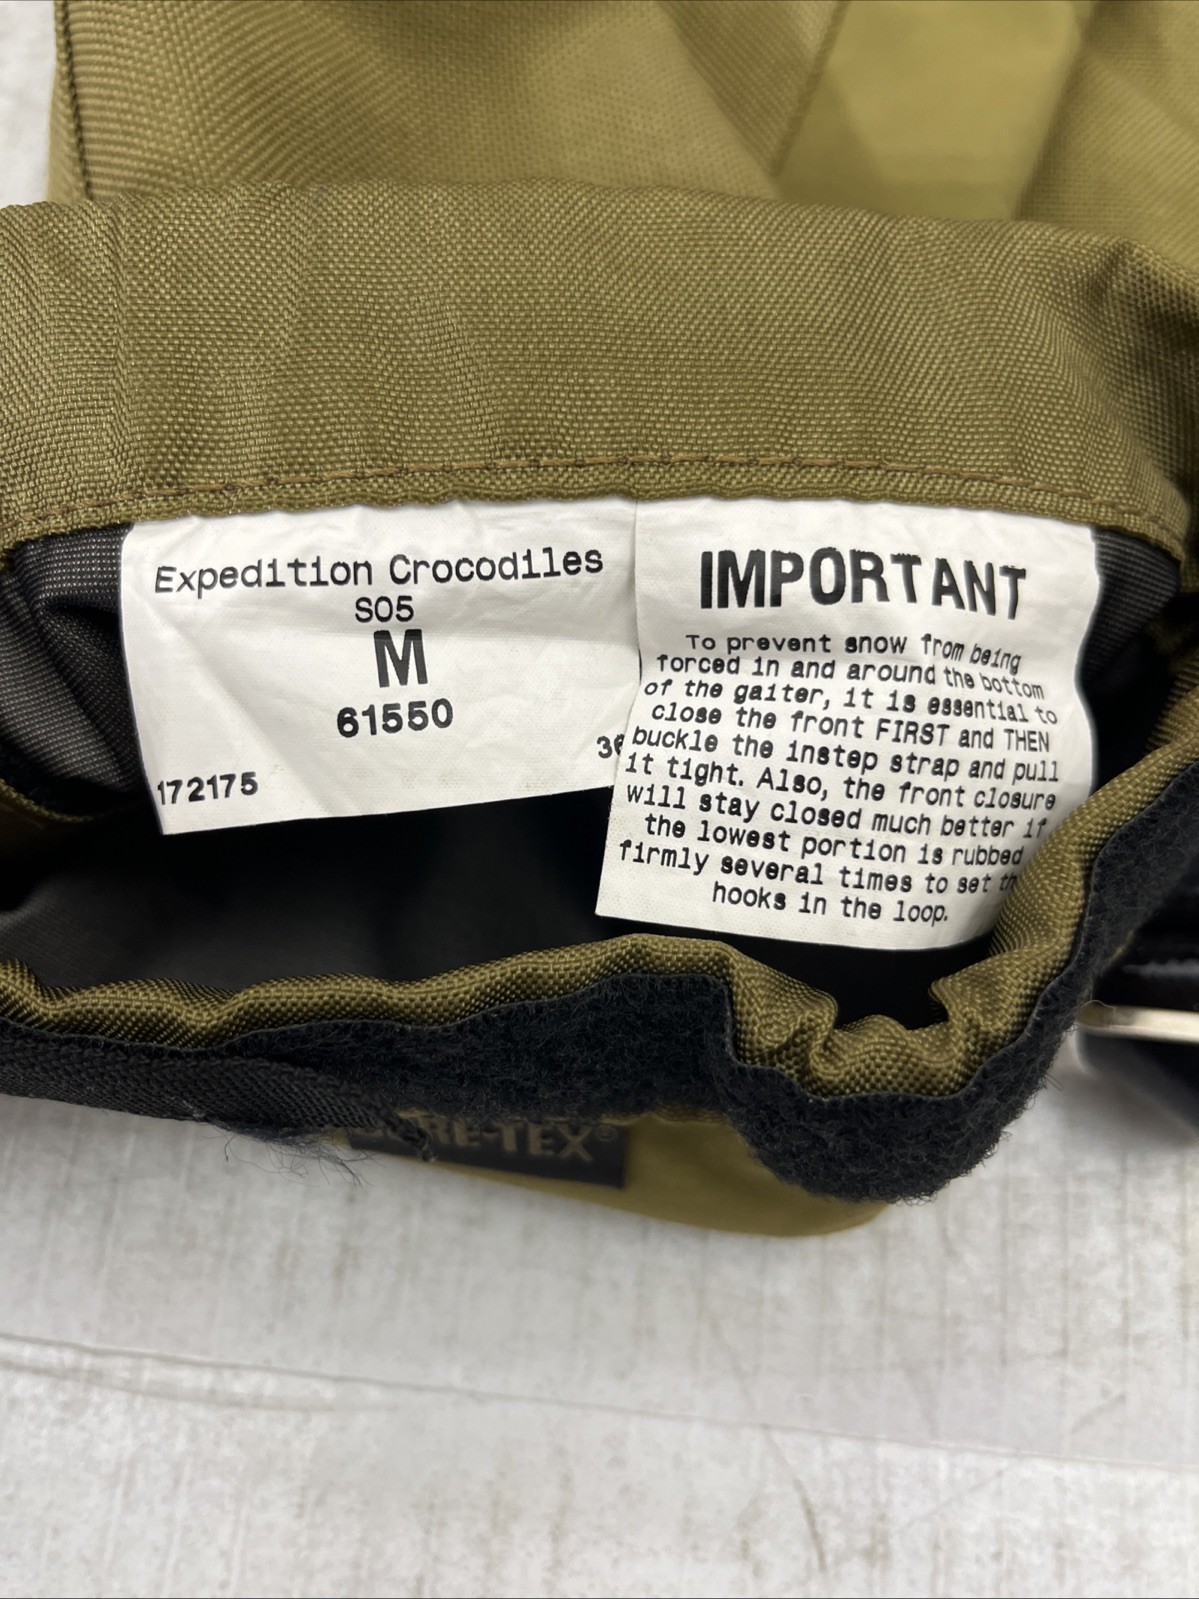 Expedition Crocodiles
S05
M
61550
172175
36
IMPORTANT
To prevent snow from being
forced in and around the bottom
of the gaiter, it is essential to
close the front FIRST and THEN
buckle the instep strap and pull
it tight. Also, the front closure
will stay closed much better if
the lowest portion is rubbed
firmly several times to set th
hooks in the loop.
GORE-TEX®